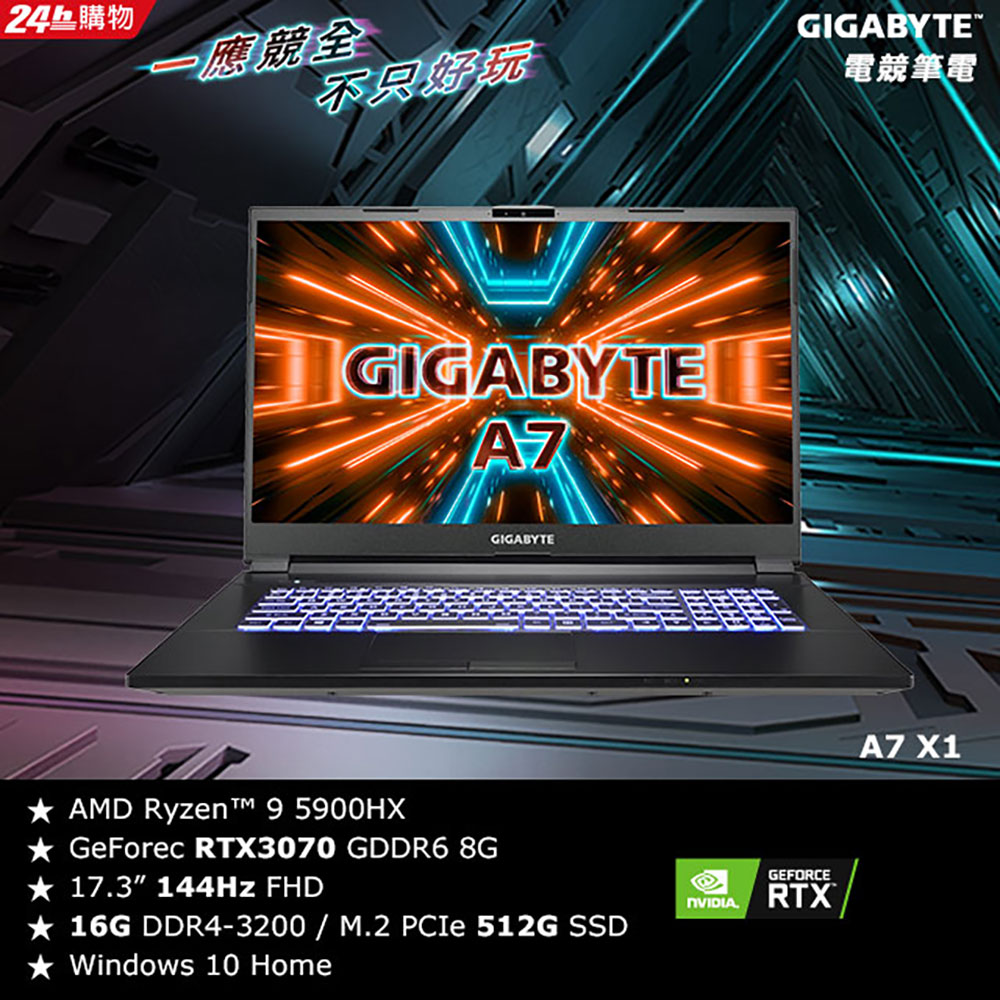 24h購物
GIGABYTE™
電競筆電
一應競全
不只好玩
GIGABYTE
A7
GIGABYTE
A7 X1
★ AMD Ryzen™ 9 5900HX
★ GeForec RTX3070 GDDR6 8G
★ 17.3” 144Hz FHD
★ 16G DDR4-3200 / M.2 PCIe 512G SSD
★ Windows 10 Home
NVIDIA.
GEFORCE
RTX™